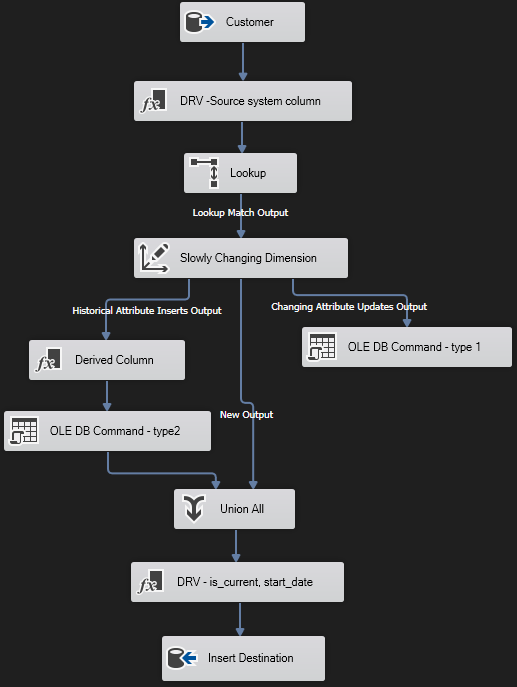 Customer
DRV -Source system column
Lookup
Lookup Match Output
Slowly Changing Dimension
Historical Attribute Inserts Output
Changing Attribute Updates Output
Derived Column
OLE DB Command - type 1
New Output
OLE DB Command - type2
Union All
DRV - is_current, start_date
Insert Destination